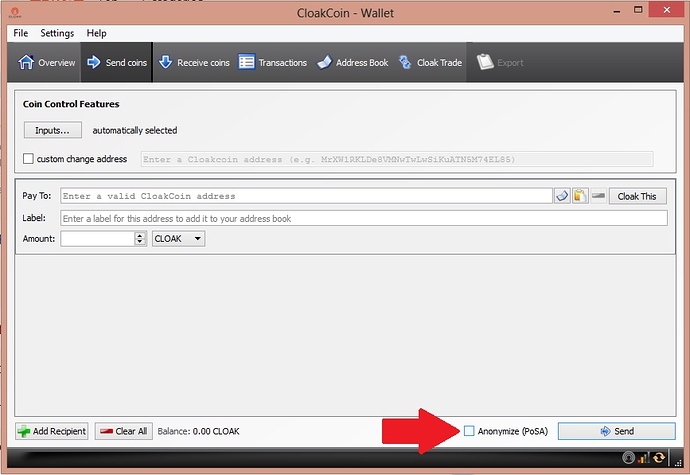 CloakCoin - Wallet
File Settings Help
Overview Send coins Receive coins Transactions Address Book Cloak Trade Export
Coin Control Features
Inputs... automatically selected
custom change address Enter a Cloakcoin address (e.g. MrXW1RKLDe8VMNwTwLwSiKuATN5M74EL85)
Pay To: Enter a valid CloakCoin address Cloak This
Label: Enter a label for this address to add it to your address book
Amount: CLOAK
Add Recipient Clear All Balance: 0.00 CLOAK Anonymize (PoSA) Send